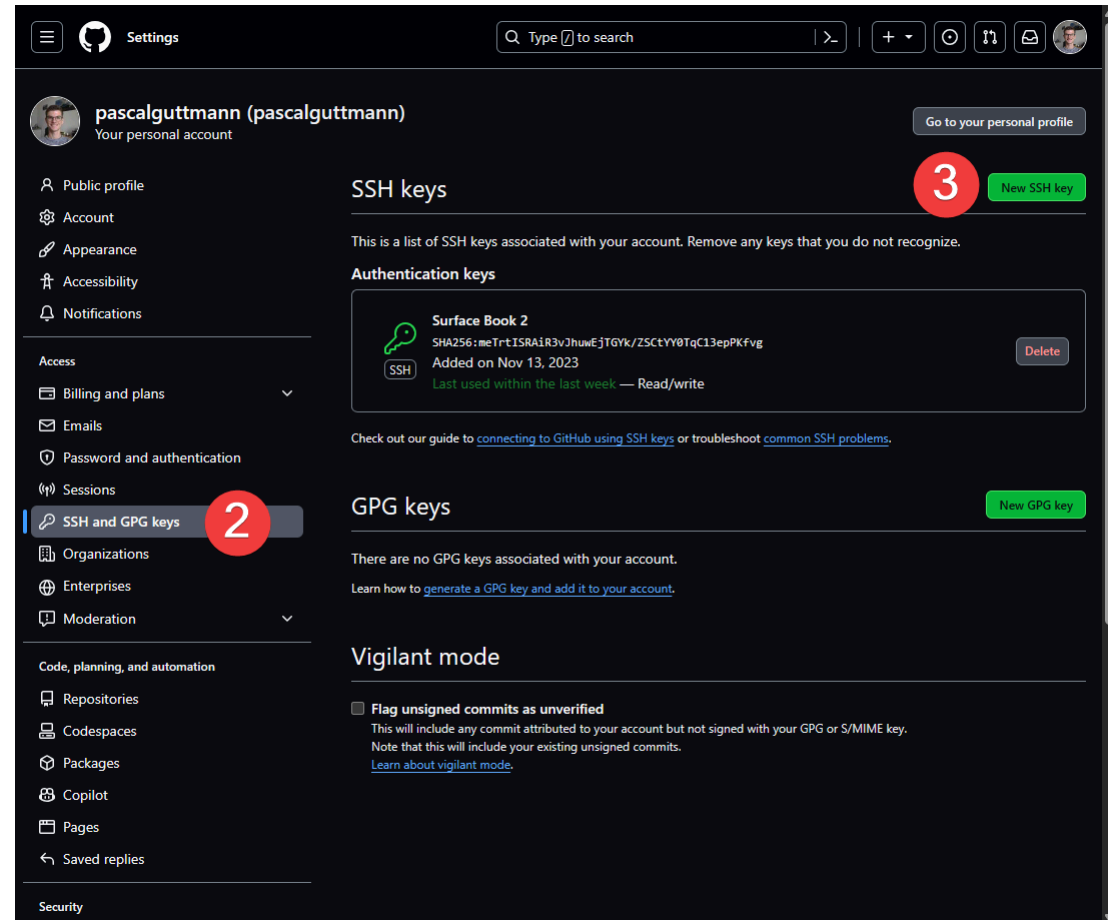 Settings
Type / to search
pascalguttmann (pascalguttmann)
Your personal account
Go to your personal profile
Public profile
Account
Appearance
Accessibility
Notifications
Access
Billing and plans
Emails
Password and authentication
Sessions
SSH and GPG keys
2
Organizations
Enterprises
Moderation
Code, planning, and automation
Repositories
Codespaces
Packages
Copilot
Pages
Saved replies
Security
SSH keys
3
New SSH key
This is a list of SSH keys associated with your account. Remove any keys that you do not recognize.
Authentication keys
Surface Book 2
SHA256:meTrtISRAiR3vJhuwEjTGYk/ZSCtYY0TqC13epPKfvg
SSH
Added on Nov 13, 2023
Last used within the last week — Read/write
Delete
Check out our guide to connecting to GitHub using SSH keys or troubleshoot common SSH problems.
GPG keys
New GPG key
There are no GPG keys associated with your account.
Learn how to generate a GPG key and add it to your account.
Vigilant mode
Flag unsigned commits as unverified
This will include any commit attributed to your account but not signed with your GPG or S/MIME key.
Note that this will include your existing unsigned commits.
Learn about vigilant mode.